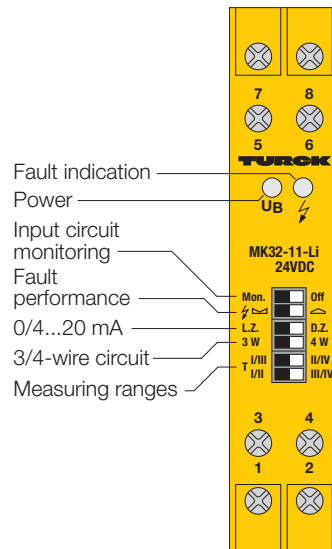 7 8
5 6
TURCK
Fault indication
Power
UB
Input circuit
monitoring
MK32-11-Li
24VDC
Fault
performance
Mon. Off
0/4...20 mA
L.Z. D.Z.
3/4-wire circuit
3 W 4 W
Measuring ranges
T I/III II/IV
I/II III/IV
3 4
1 2